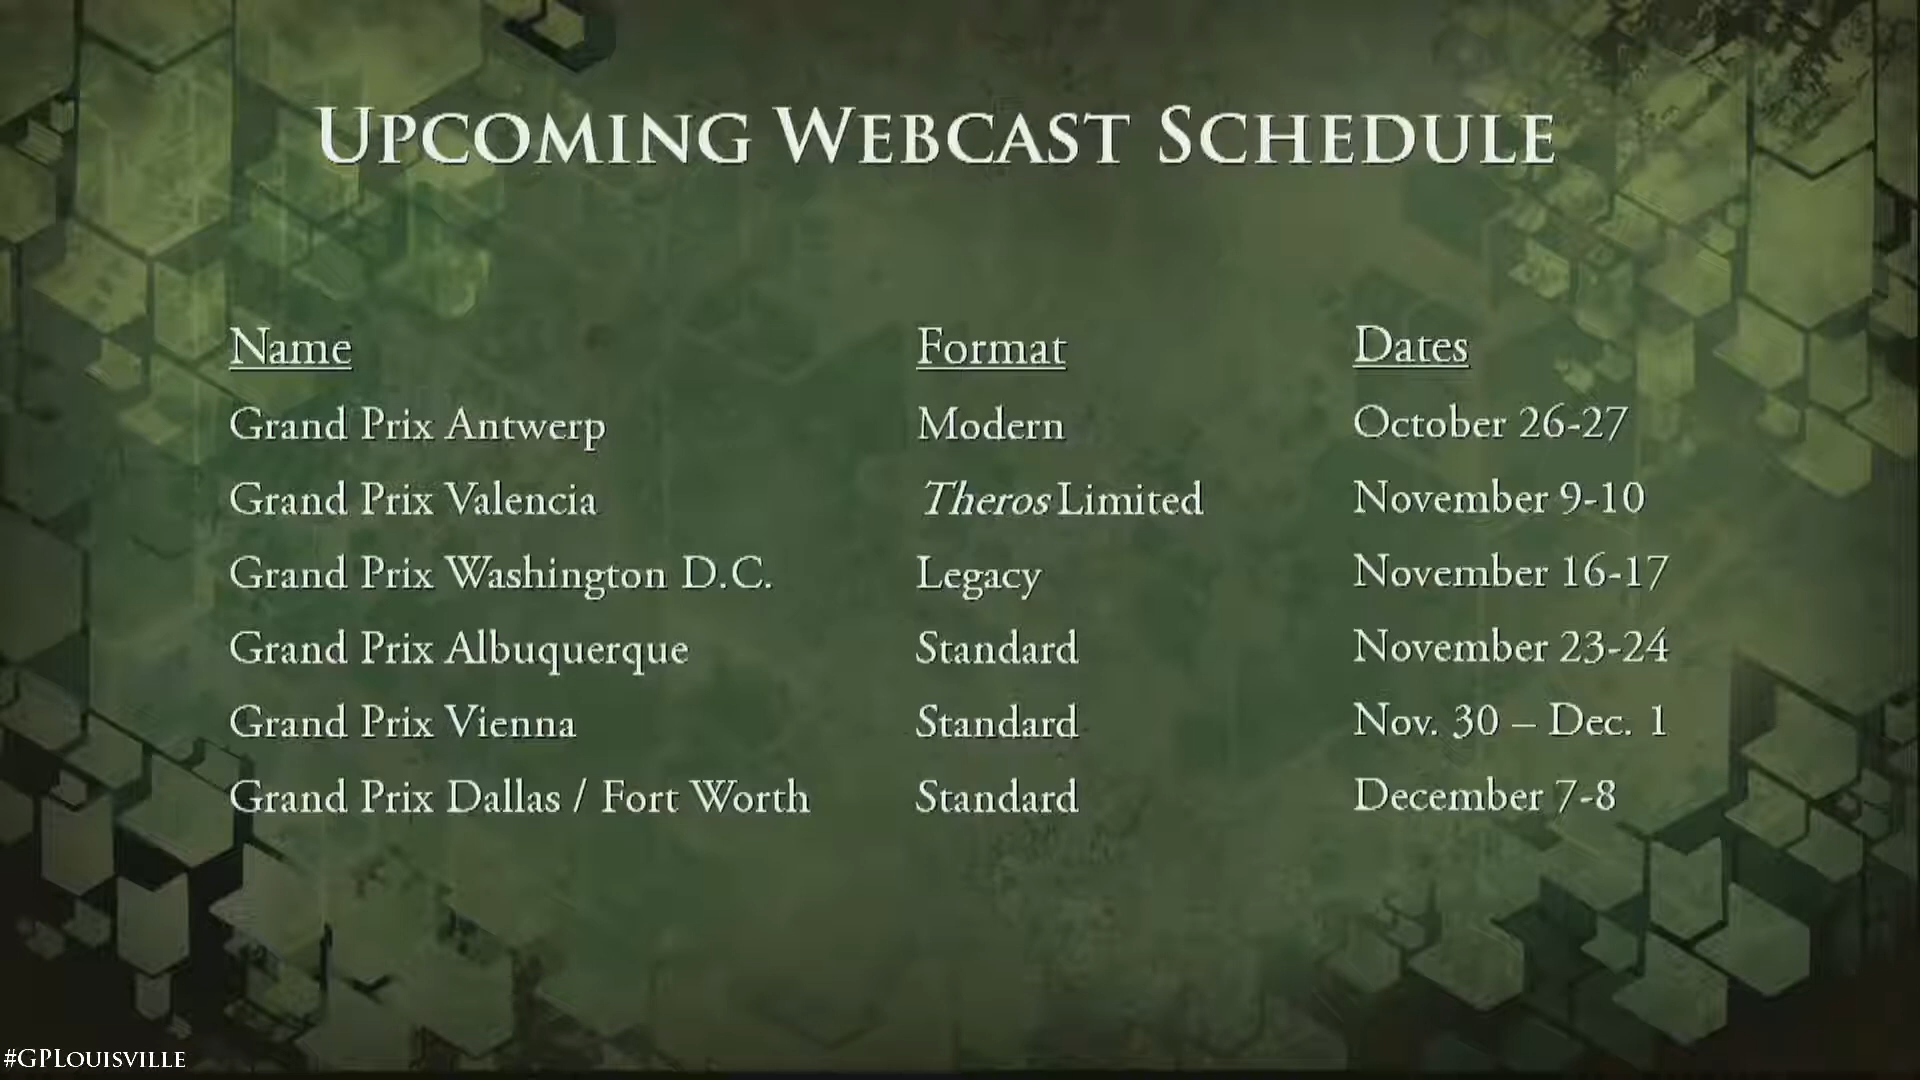 Upcoming Webcast Schedule
Name Format Dates
Grand Prix Antwerp Modern October 26-27
Grand Prix Valencia Theros Limited November 9-10
Grand Prix Washington D.C. Legacy November 16-17
Grand Prix Albuquerque Standard November 23-24
Grand Prix Vienna Standard Nov. 30 – Dec. 1
Grand Prix Dallas / Fort Worth Standard December 7-8
#GPLouisville